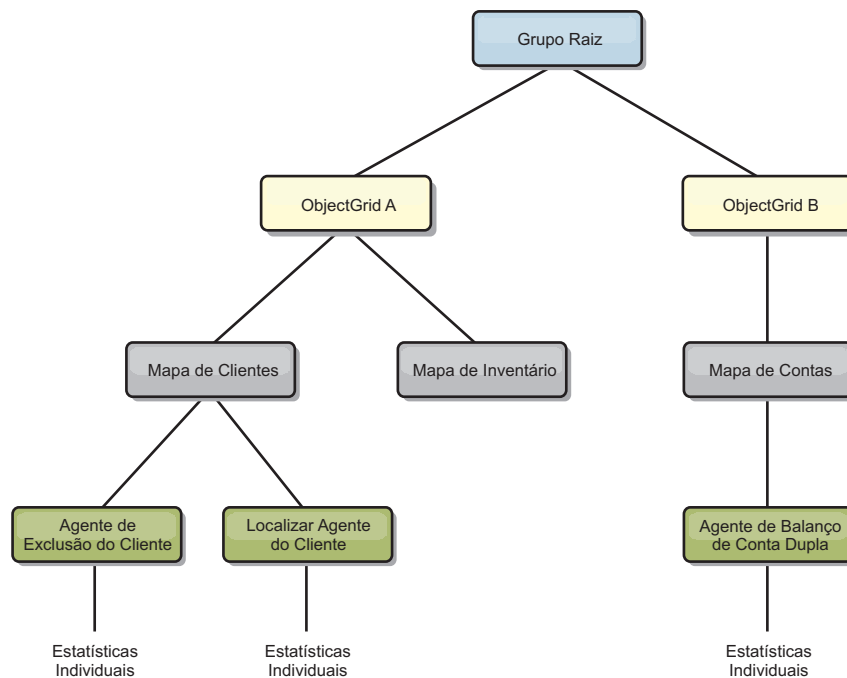 Grupo Raiz
ObjectGrid A
ObjectGrid B
Mapa de Clientes
Mapa de Inventário
Mapa de Contas
Agente de
Exclusão do Cliente
Localizar Agente
do Cliente
Agente de Balanço
de Conta Dupla
Estatísticas
Individuais
Estatísticas
Individuais
Estatísticas
Individuais